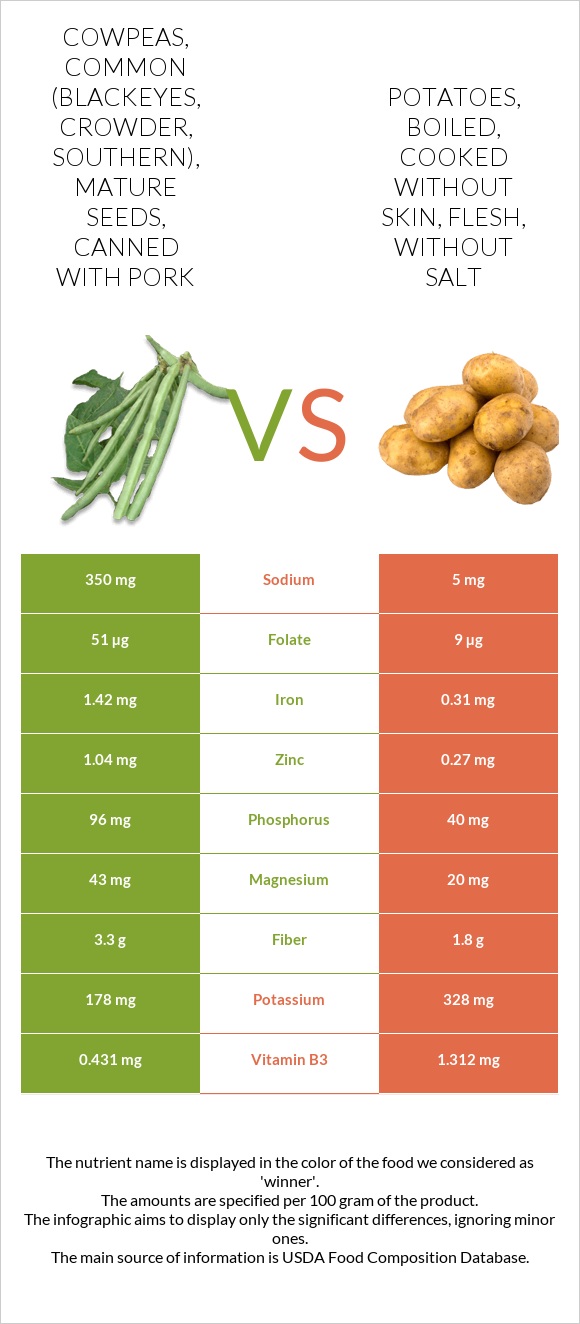 COWPEAS,
COMMON
(BLACKEYES,
CROWDER,
SOUTHERN),
MATURE
SEEDS,
CANNED
WITH PORK
POTATOES,
BOILED,
COOKED
WITHOUT
SKIN, FLESH,
WITHOUT
SALT
VS
350 mg Sodium 5 mg
51 µg Folate 9 µg
1.42 mg Iron 0.31 mg
1.04 mg Zinc 0.27 mg
96 mg Phosphorus 40 mg
43 mg Magnesium 20 mg
3.3 g Fiber 1.8 g
178 mg Potassium 328 mg
0.431 mg Vitamin B3 1.312 mg
The nutrient name is displayed in the color of the food we considered as
'winner'.
The amounts are specified per 100 gram of the product.
The infographic aims to display only the significant differences, ignoring minor
ones.
The main source of information is USDA Food Composition Database.